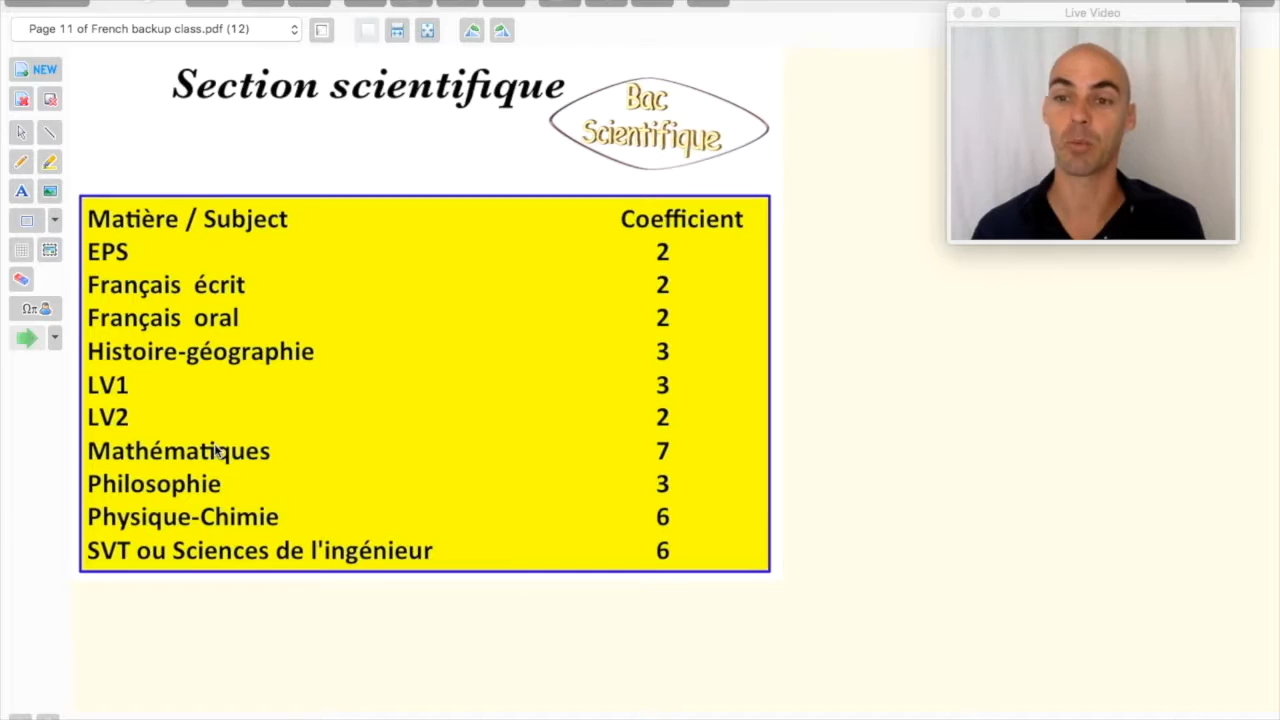 Page 11 of French backup class.pdf (12)
Live Video
NEW
Section scientifique
Bac
Scientifique
Matière / Subject Coefficient
EPS 2
Français écrit 2
Français oral 2
Histoire-géographie 3
LV1 3
LV2 2
Mathématiques 7
Philosophie 3
Physique-Chimie 6
SVT ou Sciences de l'ingénieur 6
A
Ωπ